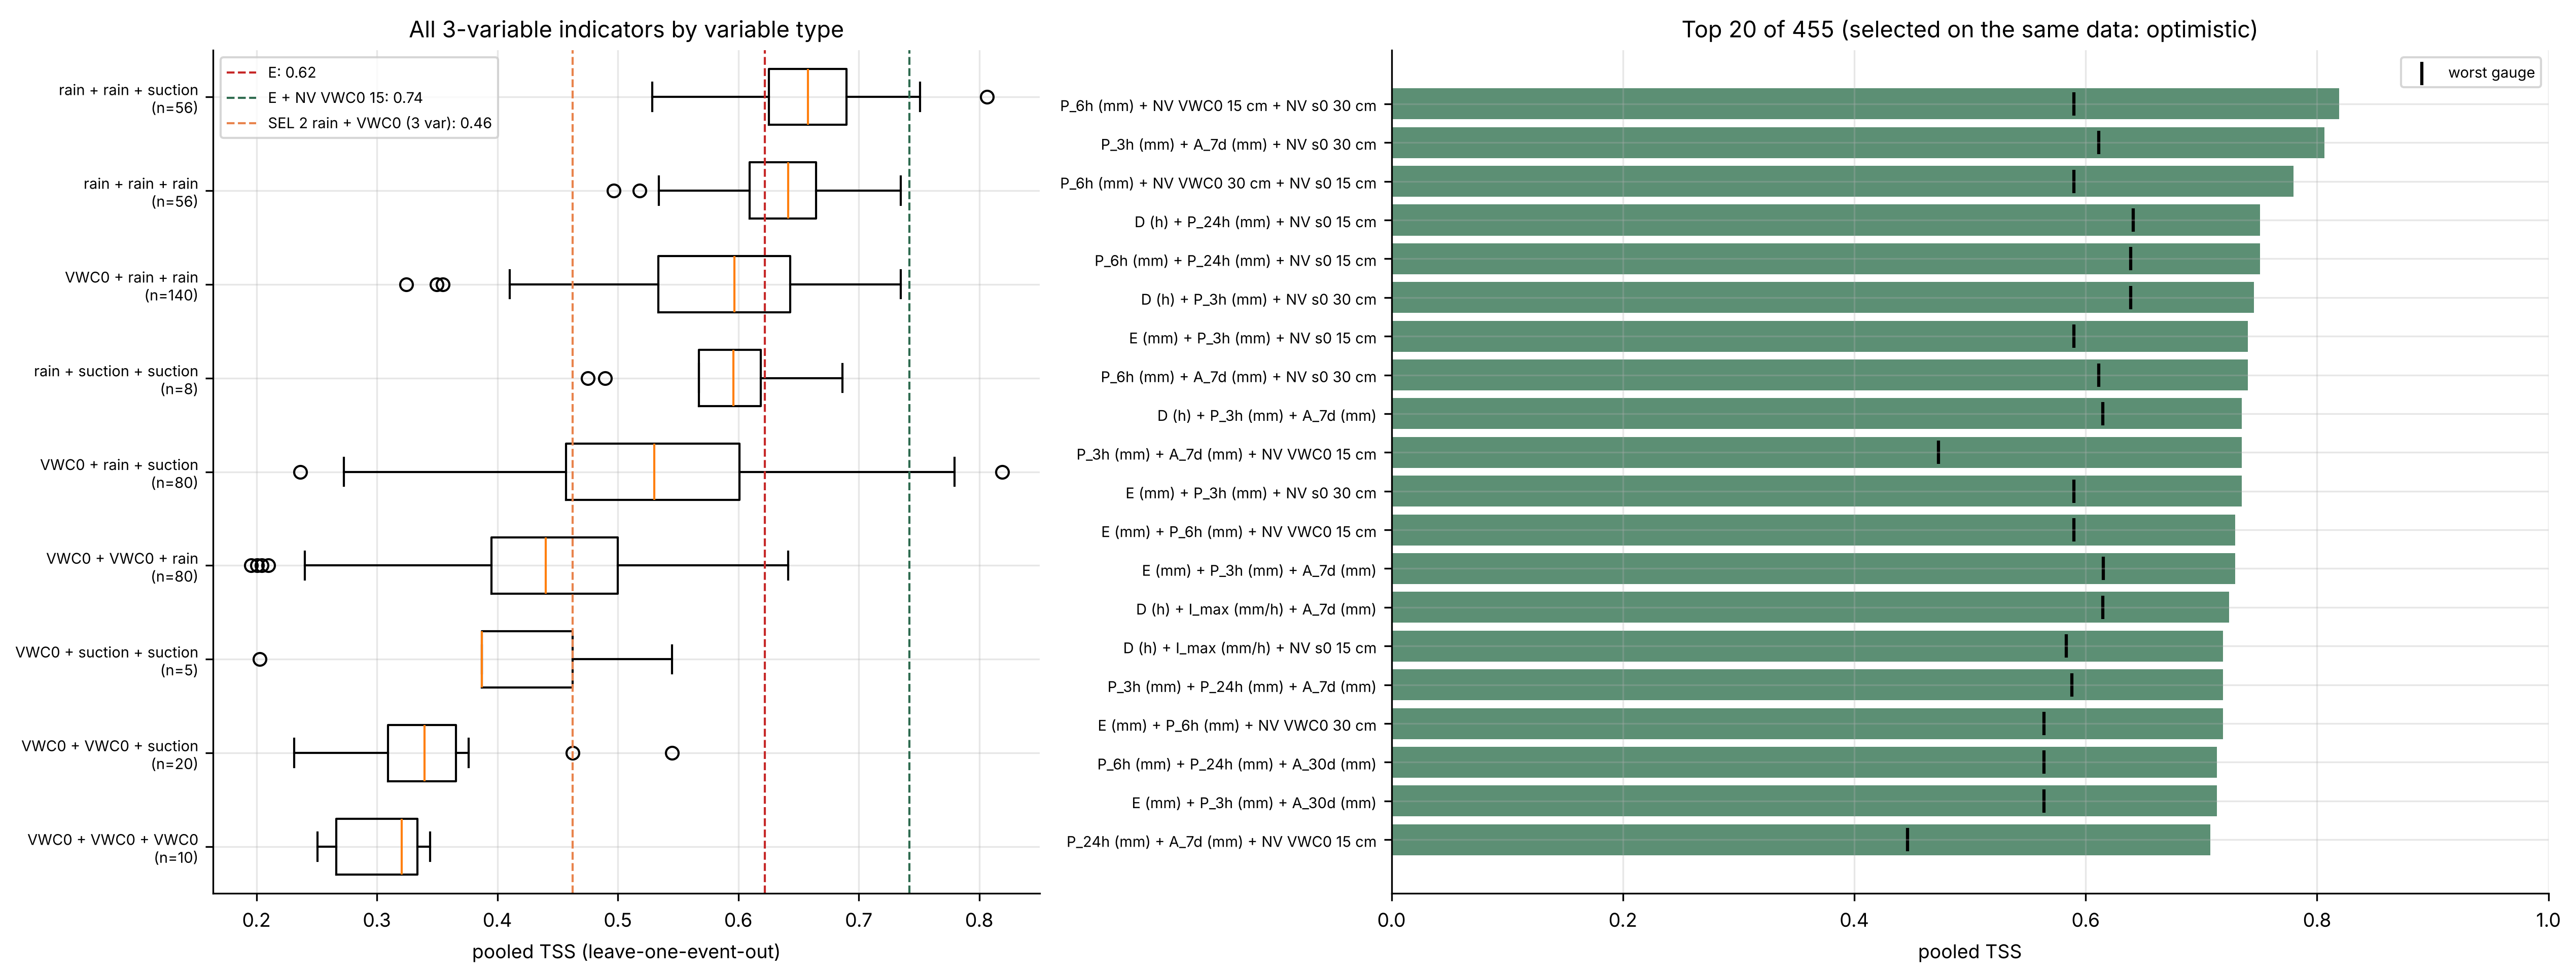 All 3-variable indicators by variable type
E: 0.62
E + NV VWC0 15: 0.74
SEL 2 rain + VWC0 (3 var): 0.46
rain + rain + suction
(n=56)
rain + rain + rain
(n=56)
VWC0 + rain + rain
(n=140)
rain + suction + suction
(n=8)
VWC0 + rain + suction
(n=80)
VWC0 + VWC0 + rain
(n=80)
VWC0 + suction + suction
(n=5)
VWC0 + VWC0 + suction
(n=20)
VWC0 + VWC0 + VWC0
(n=10)
0.2
0.3
0.4
0.5
0.6
0.7
0.8
pooled TSS (leave-one-event-out)
Top 20 of 455 (selected on the same data: optimistic)
worst gauge
P_6h (mm) + NV VWC0 15 cm + NV s0 30 cm
P_3h (mm) + A_7d (mm) + NV s0 30 cm
P_6h (mm) + NV VWC0 30 cm + NV s0 15 cm
D (h) + P_24h (mm) + NV s0 15 cm
P_6h (mm) + P_24h (mm) + NV s0 15 cm
D (h) + P_3h (mm) + NV s0 30 cm
E (mm) + P_3h (mm) + NV s0 15 cm
P_6h (mm) + A_7d (mm) + NV s0 30 cm
D (h) + P_3h (mm) + A_7d (mm)
P_3h (mm) + A_7d (mm) + NV VWC0 15 cm
E (mm) + P_3h (mm) + NV s0 30 cm
E (mm) + P_6h (mm) + NV VWC0 15 cm
E (mm) + P_3h (mm) + A_7d (mm)
D (h) + I_max (mm/h) + A_7d (mm)
D (h) + I_max (mm/h) + NV s0 15 cm
P_3h (mm) + P_24h (mm) + A_7d (mm)
E (mm) + P_6h (mm) + NV VWC0 30 cm
P_6h (mm) + P_24h (mm) + A_30d (mm)
E (mm) + P_3h (mm) + A_30d (mm)
P_24h (mm) + A_7d (mm) + NV VWC0 15 cm
0.0
0.2
0.4
0.6
0.8
1.0
pooled TSS